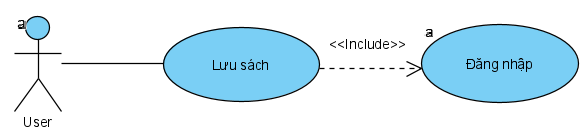 a
User
Lưu sách
<<Include>>
a
Đăng nhập